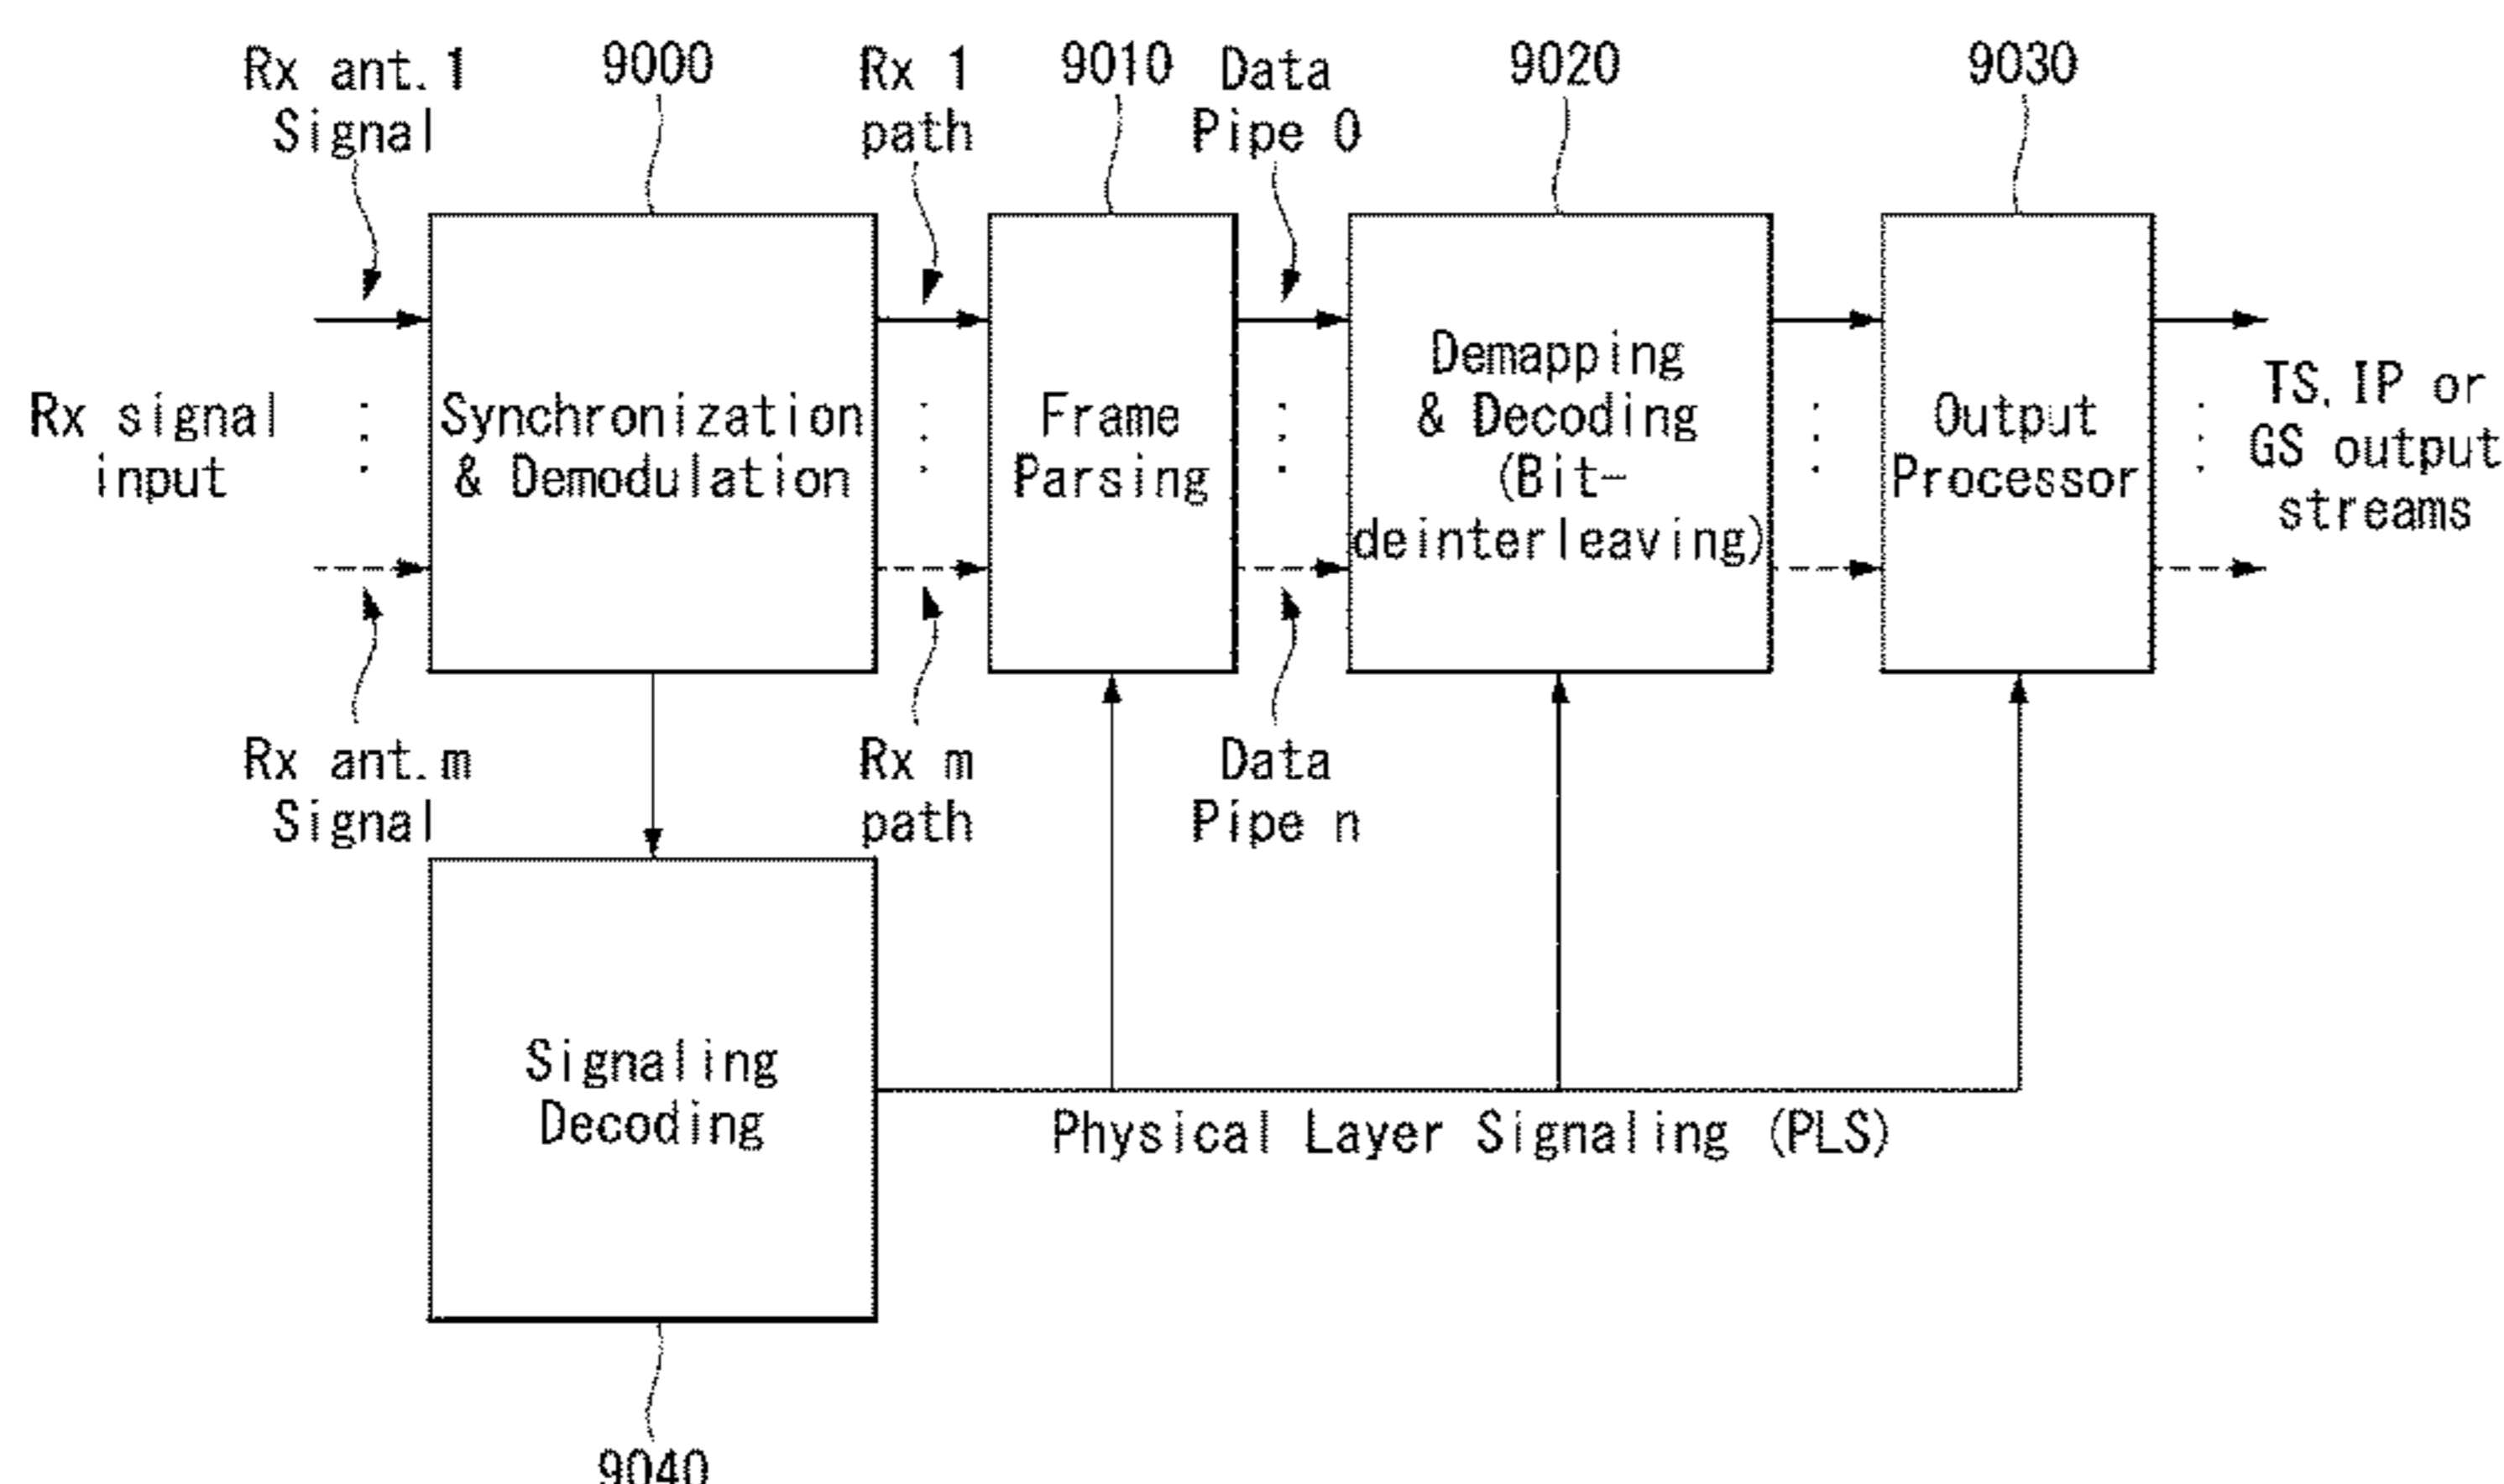 Rx ant.1
Signal
9000
Rx 1
path
9010
Data
Pipe 0
9020
9030
Rx signal
input
Synchronization
& Demodulation
Frame
Parsing
Demapping
& Decoding
(Bit-
deinterleaving)
Output
Processor
TS, IP or
GS output
streams
Rx ant.m
Signal
Rx m
path
Data
Pipe n
Signaling
Decoding
Physical Layer Signaling (PLS)
9040